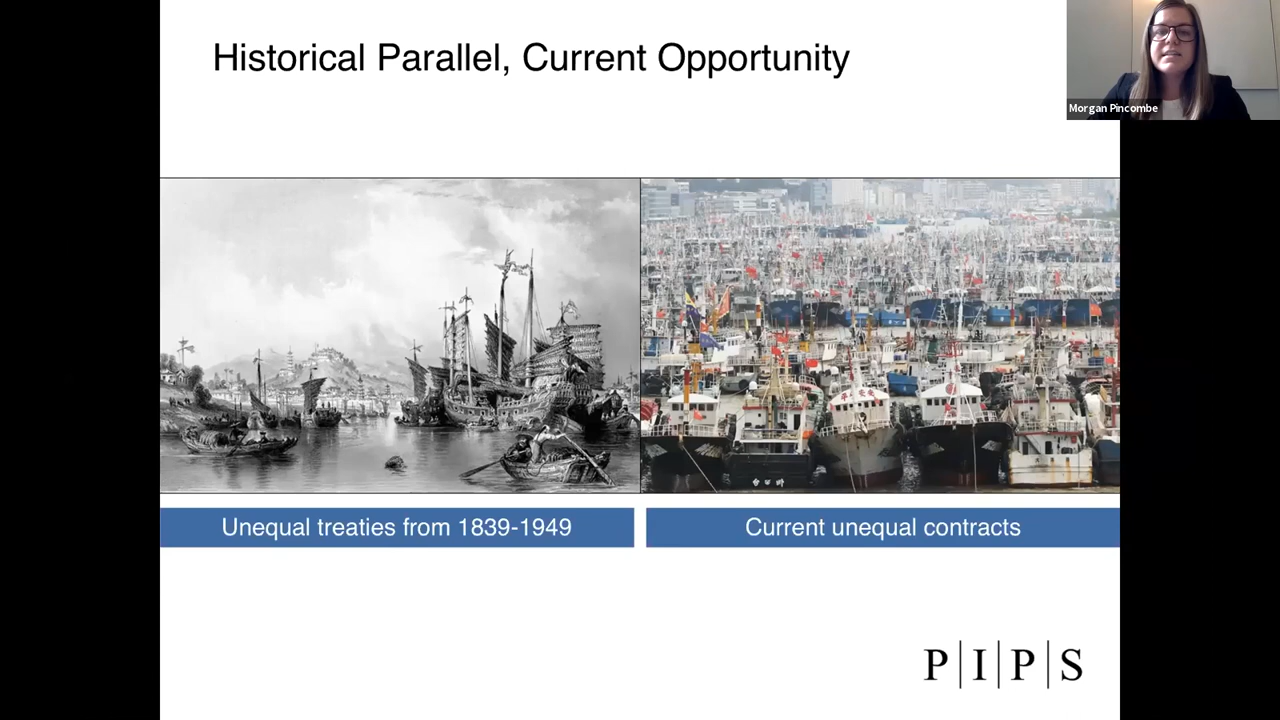 Historical Parallel, Current Opportunity
Morgan Pincombe
Unequal treaties from 1839-1949
Current unequal contracts
P|I|P|S